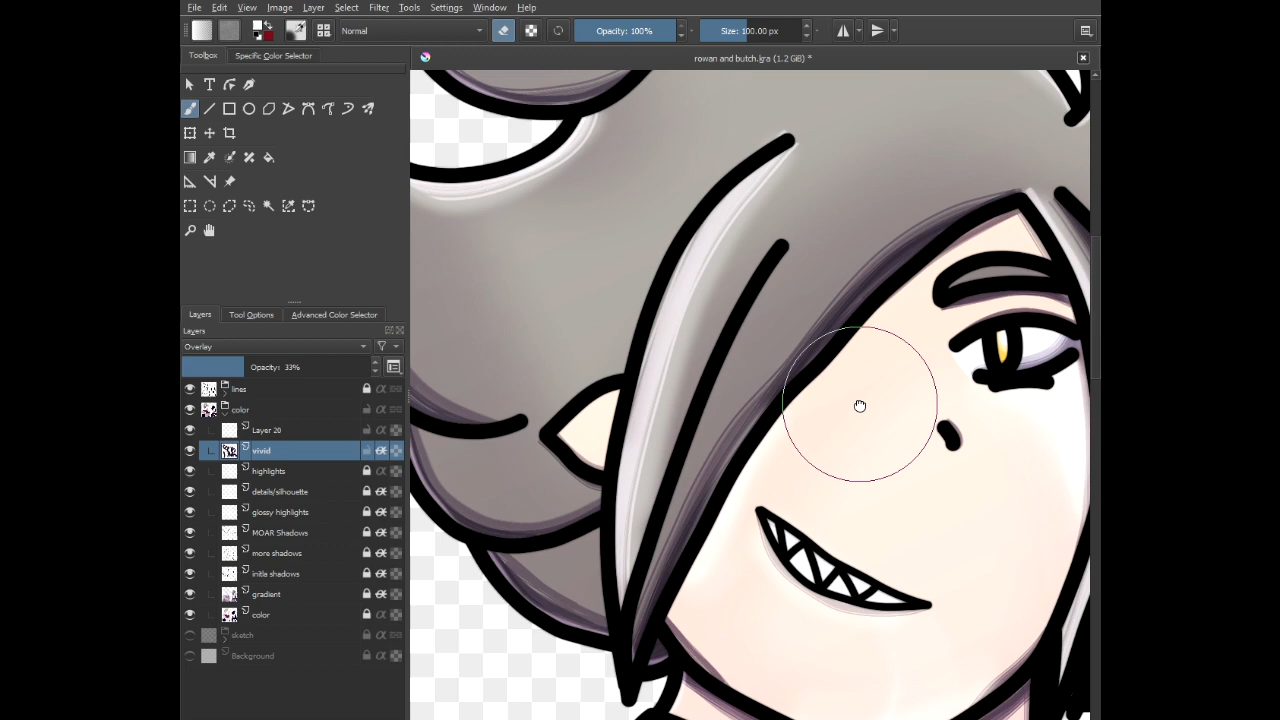 File Edit View Image Layer Select Filter Tools Settings Window Help
Normal Opacity: 100% Size: 100.00 px
Toolbox Specific Color Selector
rowan and butch.kra (1.2 GiB) *
Layers Tool Options Advanced Color Selector
Layers
Overlay
Opacity: 33%
lines
color
Layer 20
vivid
highlights
details/silhouette
glossy highlights
MOAR Shadows
more shadows
initla shadows
gradient
color
sketch
Background